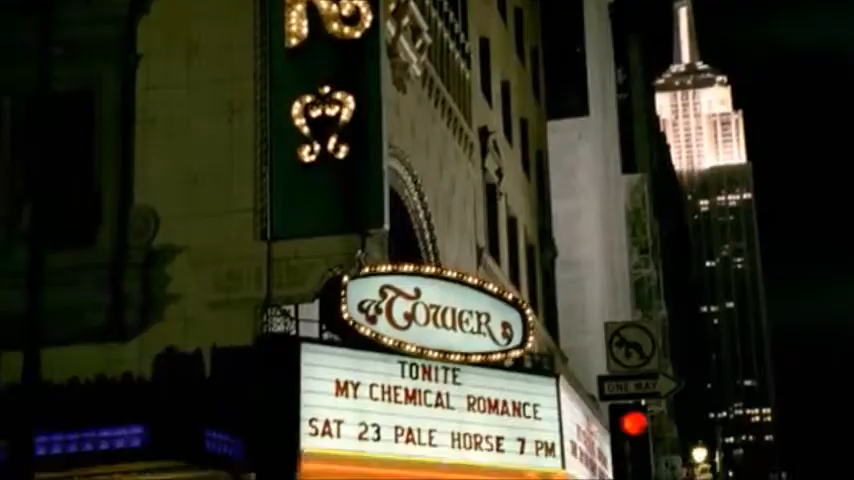 R
TOWER
TONITE
MY CHEMICAL ROMANCE
SAT 23 PALE HORSE 7 PM
ONE WAY